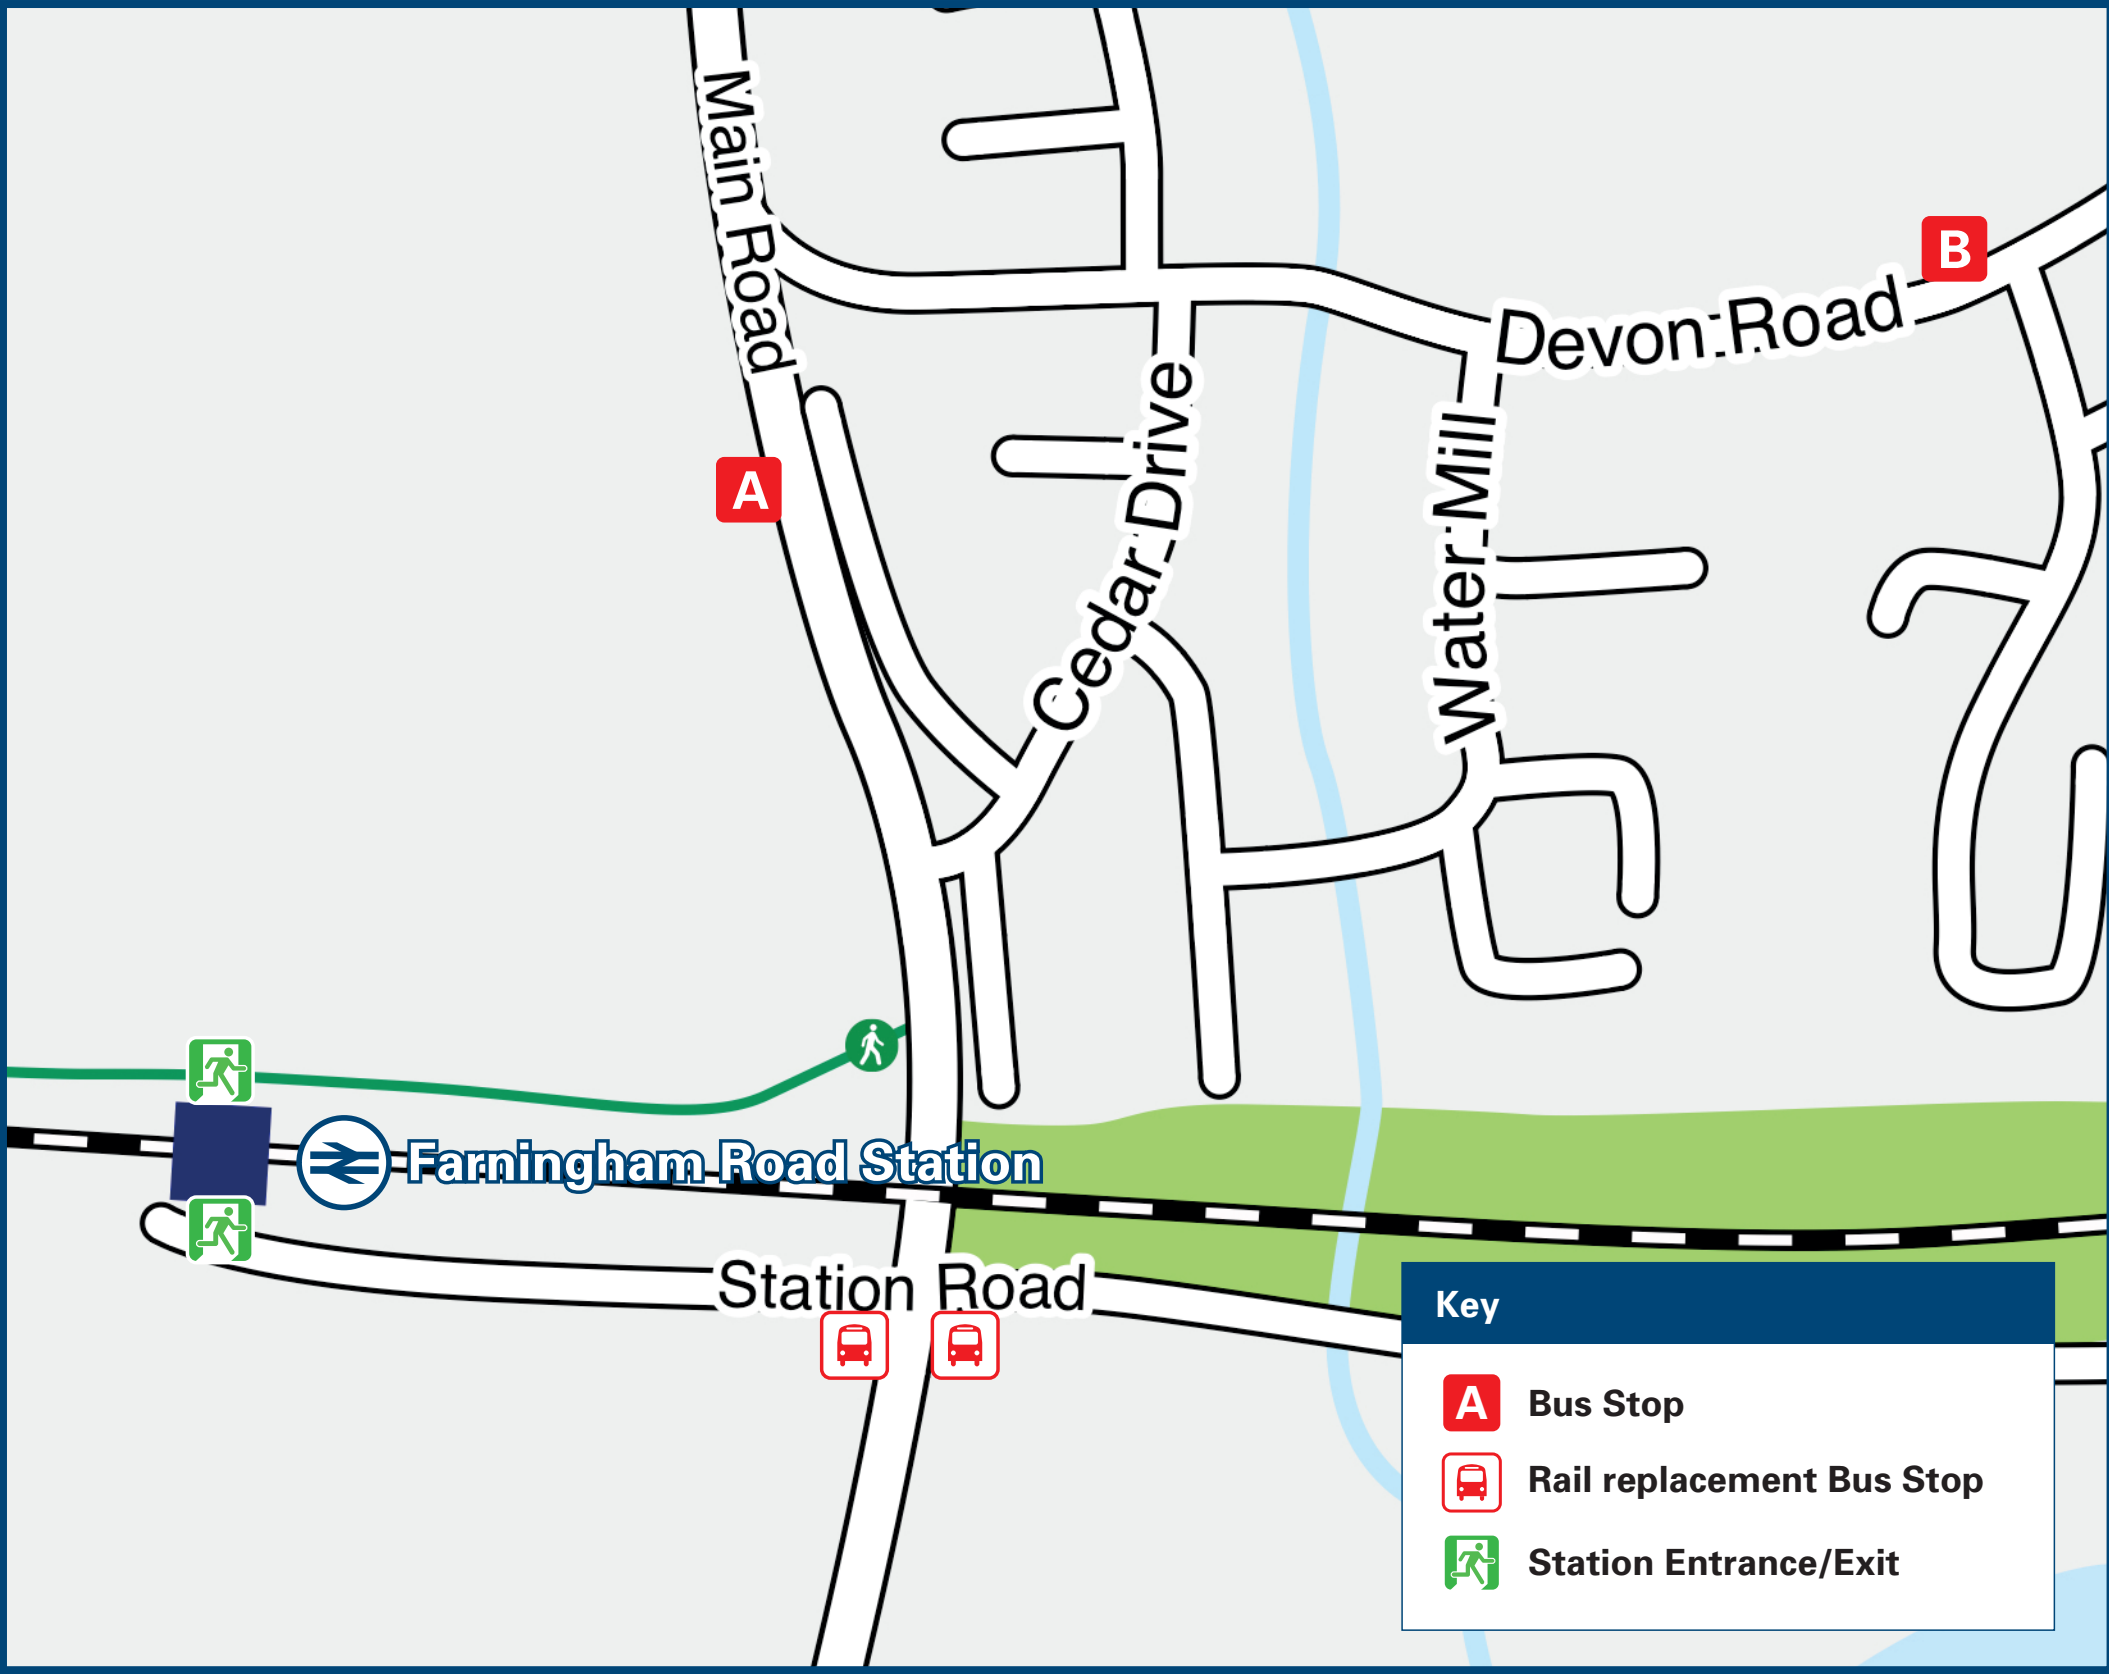 Main Road
B
Devon Road
A
Cedar Drive
Water Mill
Farningham Road Station
Station Road
Key
A Bus Stop
Rail replacement Bus Stop
Station Entrance/Exit